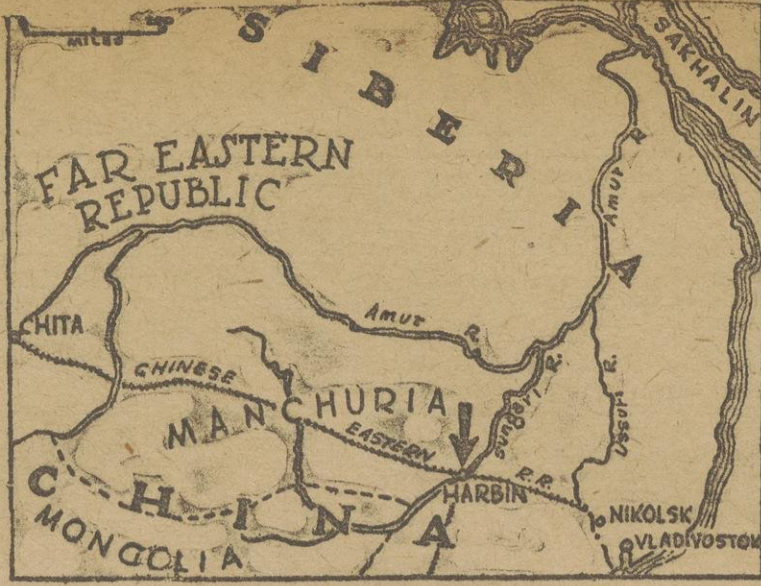 MILES
SIBERIA
SAKHALIN
FAR EASTERN
REPUBLIC
Amur R.
CHITA
Amur R.
CHINESE EASTERN R.R.
MANCHURIA
Sungari R.
Ussuri R.
HARBIN
CHINA
MONGOLIA
NIKOLSK
VLADIVOSTOK